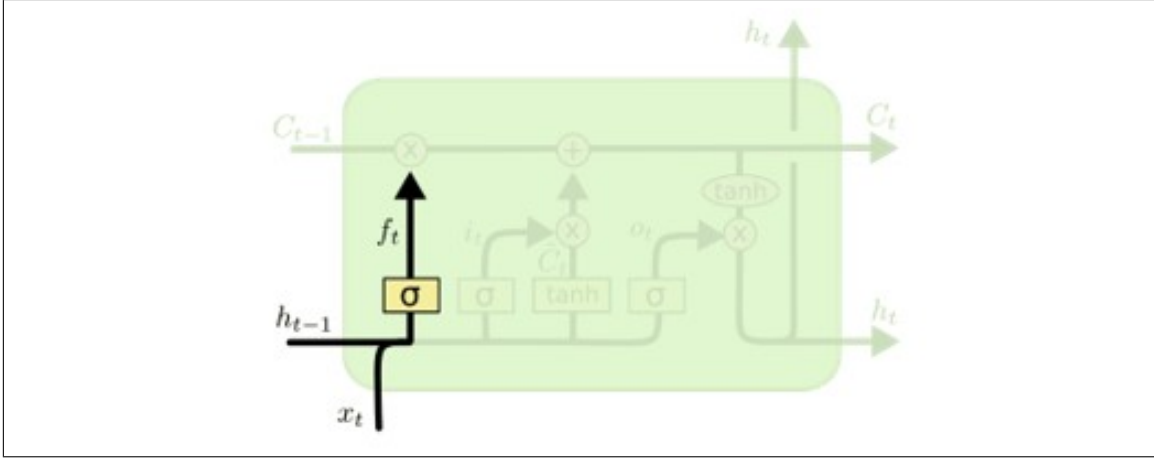 h_t
C_{t-1} C_t
x +
tanh
f_t i_t x o_t x
C̃_t
σ σ tanh σ
h_{t-1} h_t
x_t